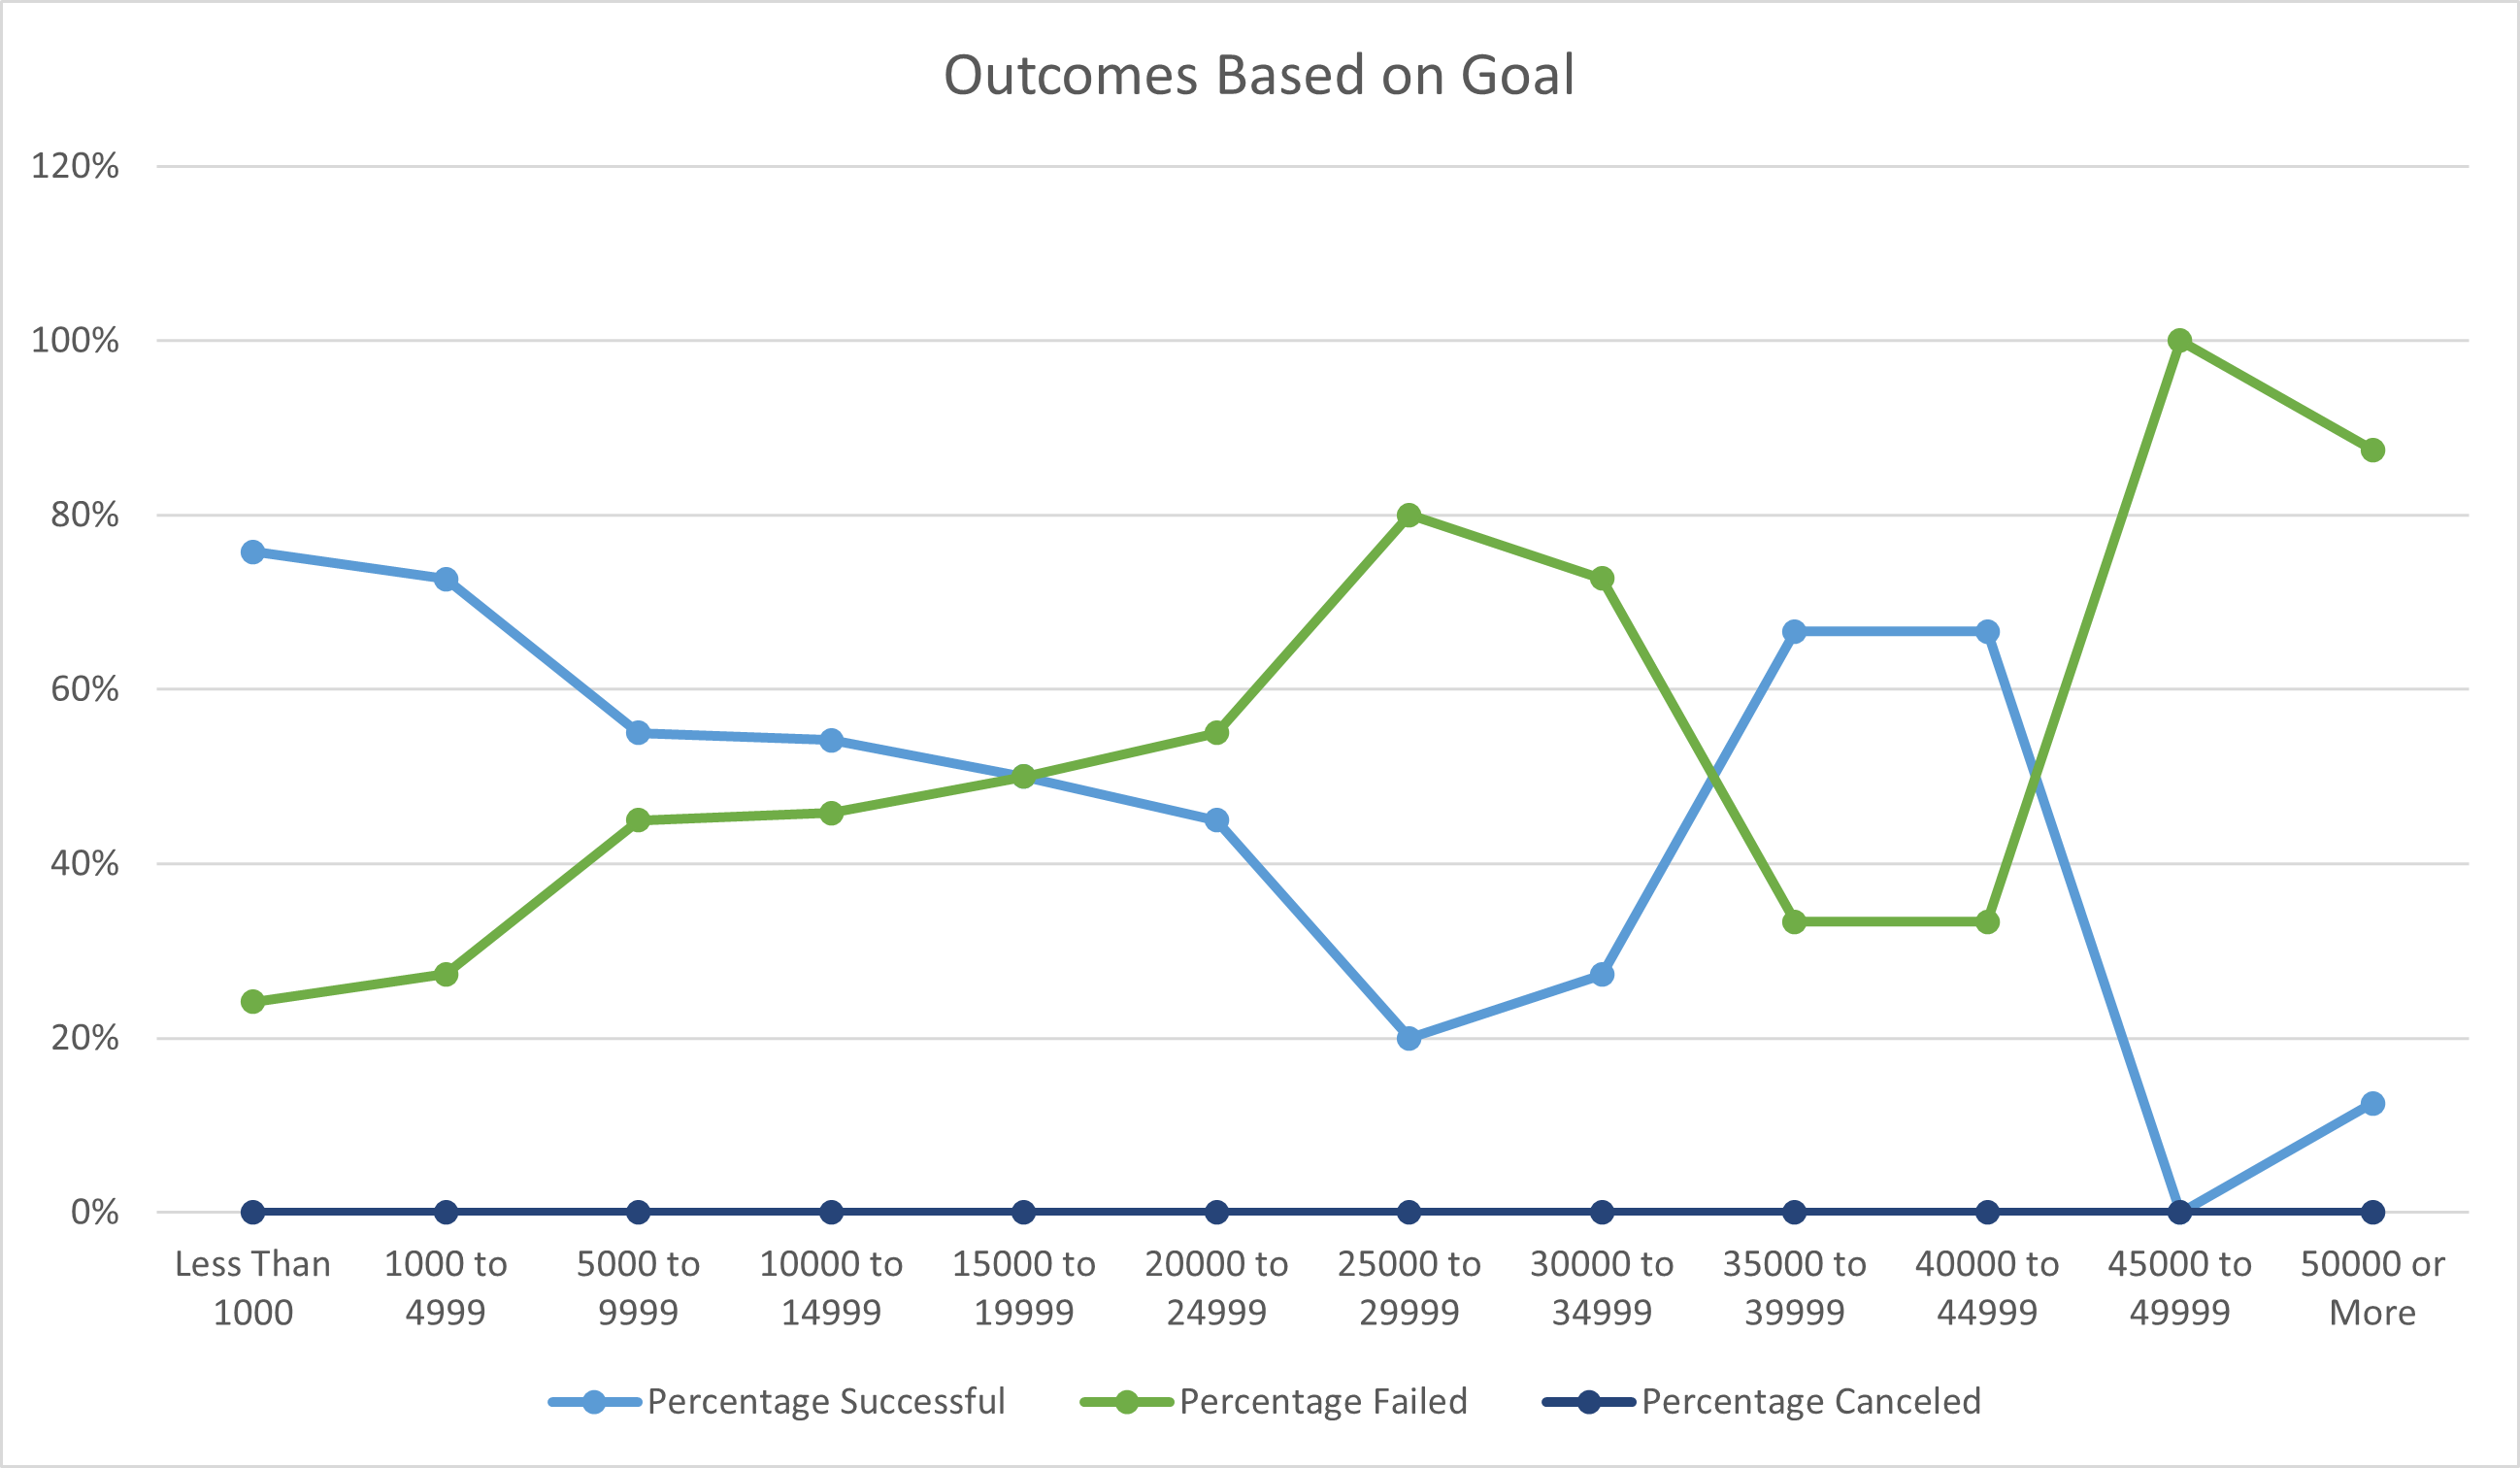 Outcomes Based on Goal
120%
100%
80%
60%
40%
20%
0%
Less Than 1000
1000 to 4999
5000 to 9999
10000 to 14999
15000 to 19999
20000 to 24999
25000 to 29999
30000 to 34999
35000 to 39999
40000 to 44999
45000 to 49999
50000 or More
Percentage Successful
Percentage Failed
Percentage Canceled